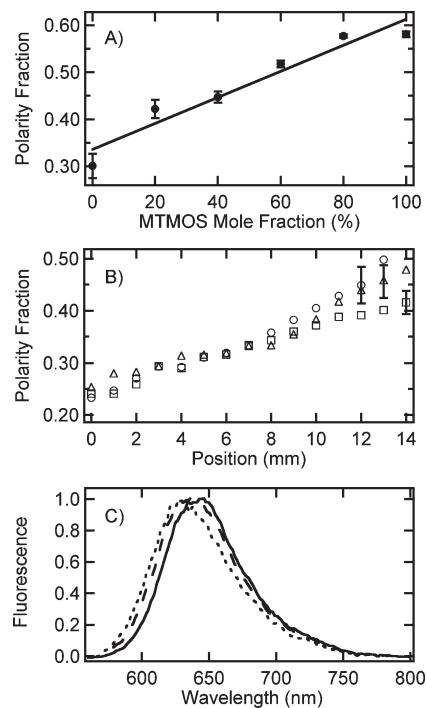 A)
Polarity Fraction
0.60
0.50
0.40
0.30
0 20 40 60 80 100
MTMOS Mole Fraction (%)
B)
Polarity Fraction
0.50
0.40
0.30
0.20
0 2 4 6 8 10 12 14
Position (mm)
C)
Fluorescence
1.0
0.8
0.6
0.4
0.2
0.0
600 650 700 750 800
Wavelength (nm)